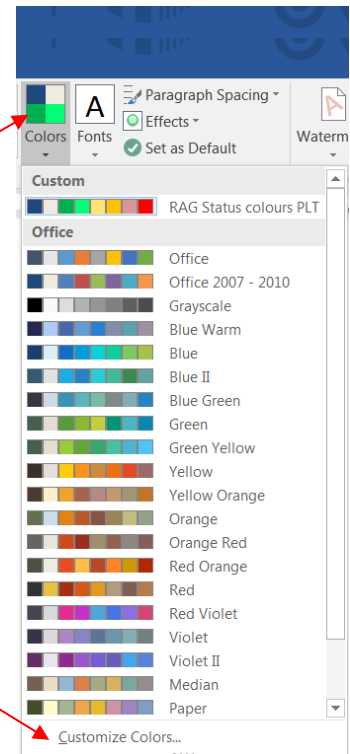 Paragraph Spacing
A
Effects
Colors Fonts Set as Default Waterm
Custom
RAG Status colours PLT
Office
Office
Office 2007 - 2010
Grayscale
Blue Warm
Blue
Blue II
Blue Green
Green
Green Yellow
Yellow
Yellow Orange
Orange
Orange Red
Red Orange
Red
Red Violet
Violet
Violet II
Median
Paper
Customize Colors...